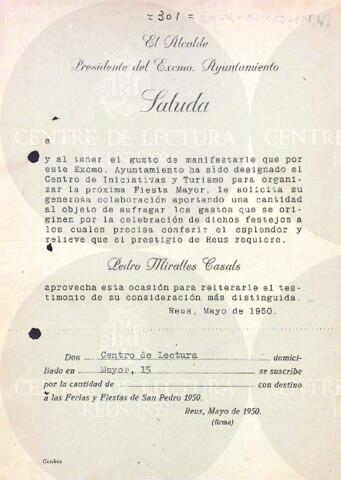 = 301 =
El Alcalde
Presidente del Excmo. Ayuntamiento
Saluda
a
y al tener el gusto de manifestarle que por
este Excmo. Ayuntamiento ha sido designado el
Centro de Iniciativas y Turismo para organi-
zar la próxima Fiesta Mayor, le solicita su
generosa colaboración aportando una cantidad
al objeto de sufragar los gastos que se ori-
ginen por la celebración de dichos festejos a
los cuales precisa conferir el esplendor y
relieve que el prestigio de Reus requiere.
Pedro Miralles Casals
aprovecha esta ocasión para reiterarle el tes-
timonio de su consideración más distinguida.
Reus, Mayo de 1950.
Don Centro de Lectura domici-
liado en Mayor, 15 se suscribe
por la cantidad de con destino
a las Ferias y Fiestas de San Pedro 1950.
Reus, Mayo de 1950.
(firma)
CENTRE DE LECTURA
REUS 1859